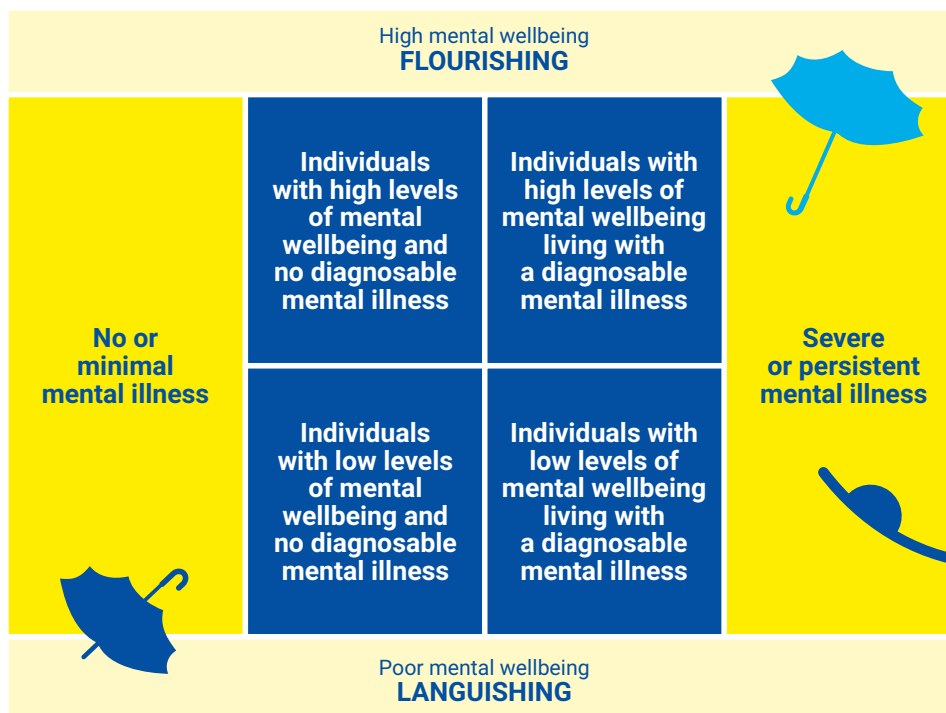 High mental wellbeing
FLOURISHING
No or
minimal
mental illness
Individuals
with high levels
of mental
wellbeing and
no diagnosable
mental illness
Individuals with
high levels of
mental wellbeing
living with
a diagnosable
mental illness
Severe
or persistent
mental illness
Individuals
with low levels
of mental
wellbeing and
no diagnosable
mental illness
Individuals with
low levels of
mental wellbeing
living with
a diagnosable
mental illness
Poor mental wellbeing
LANGUISHING